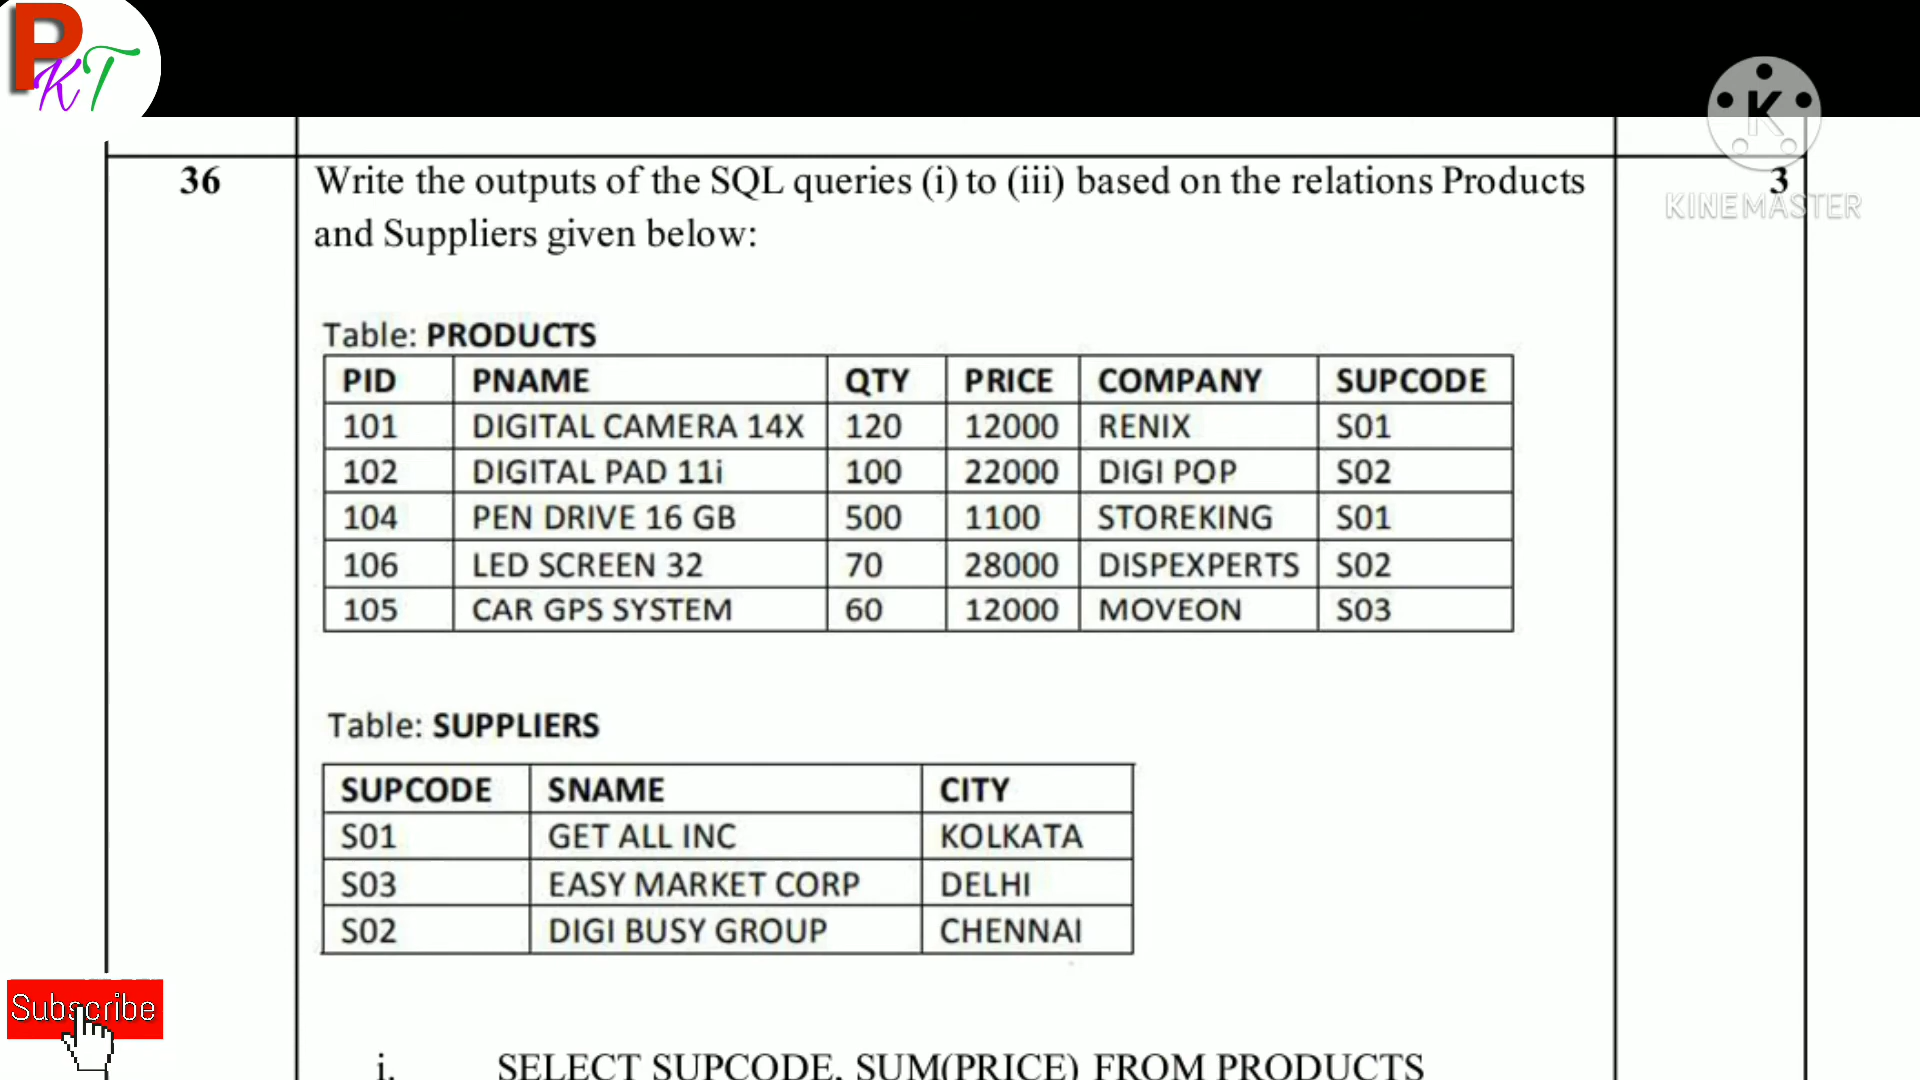 PKT
K
KINEMASTER
36 Write the outputs of the SQL queries (i) to (iii) based on the relations Products 3
and Suppliers given below:
Table: PRODUCTS
PID PNAME QTY PRICE COMPANY SUPCODE
101 DIGITAL CAMERA 14X 120 12000 RENIX S01
102 DIGITAL PAD 11i 100 22000 DIGI POP S02
104 PEN DRIVE 16 GB 500 1100 STOREKING S01
106 LED SCREEN 32 70 28000 DISPEXPERTS S02
105 CAR GPS SYSTEM 60 12000 MOVEON S03
Table: SUPPLIERS
SUPCODE SNAME CITY
S01 GET ALL INC KOLKATA
S03 EASY MARKET CORP DELHI
S02 DIGI BUSY GROUP CHENNAI
Subscribe
i. SELECT SUPCODE, SUM(PRICE) FROM PRODUCTS